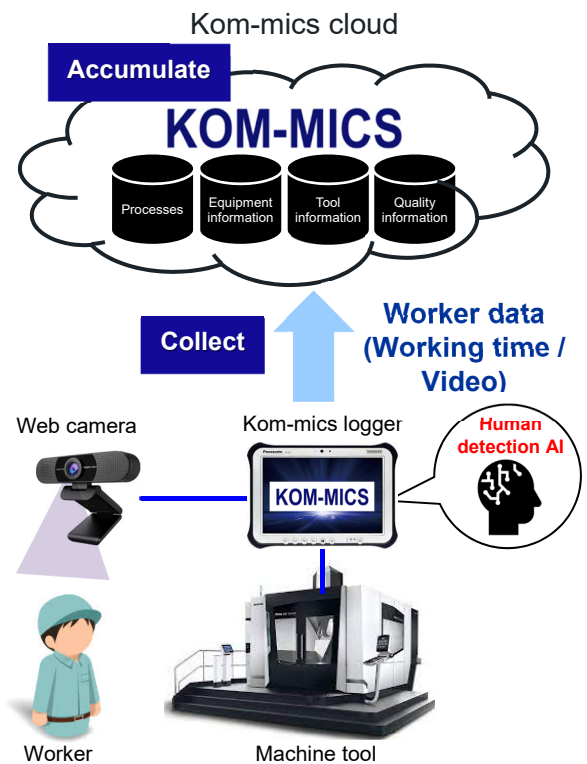 Kom-mics cloud
Accumulate
KOM-MICS
Processes
Equipment
information
Tool
information
Quality
information
Collect
Worker data
(Working time /
Video)
Web camera
Kom-mics logger
Human
detection AI
Panasonic
KOM-MICS
Worker
Machine tool